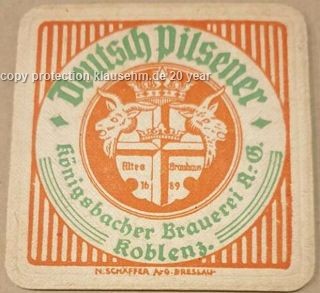 Deutsch Pilsener
copy protection klausehm.de 20 year
Altes Brauhaus
16 89
Königsbacher Brauerei A:G.
Koblenz.
N. SCHÄFFER A-G. BRESLAU